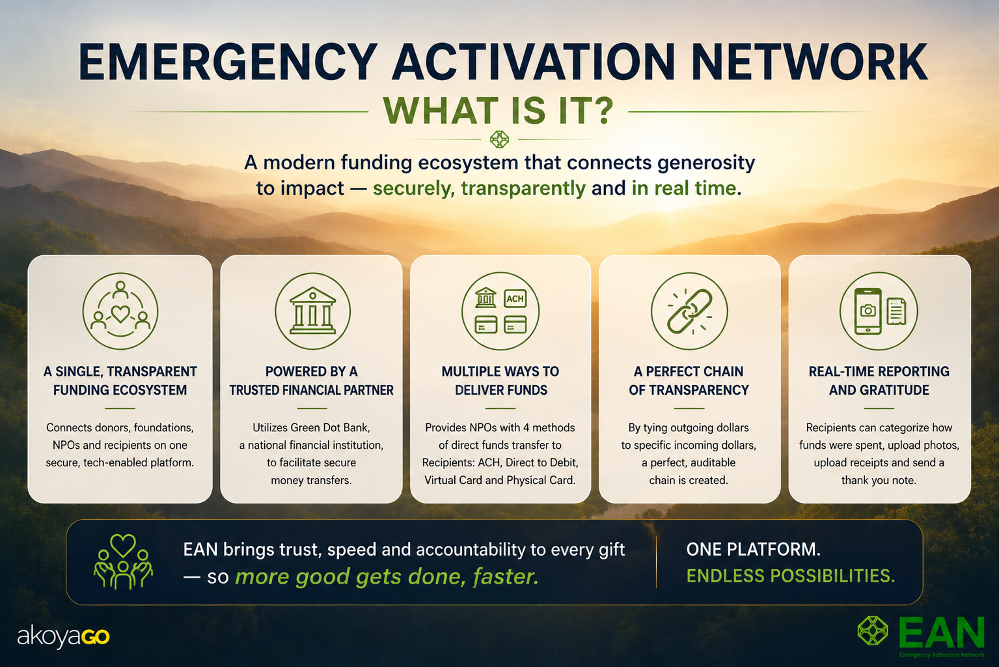 EMERGENCY ACTIVATION NETWORK
WHAT IS IT?
A modern funding ecosystem that connects generosity
to impact — securely, transparently and in real time.
A SINGLE, TRANSPARENT
FUNDING ECOSYSTEM
Connects donors, foundations,
NPOs and recipients on one
secure, tech-enabled platform.
POWERED BY A
TRUSTED FINANCIAL PARTNER
Utilizes Green Dot Bank,
a national financial institution,
to facilitate secure
money transfers.
ACH
MULTIPLE WAYS TO
DELIVER FUNDS
Provides NPOs with 4 methods
of direct funds transfer to
Recipients: ACH, Direct to Debit,
Virtual Card and Physical Card.
A PERFECT CHAIN
OF TRANSPARENCY
By tying outgoing dollars
to specific incoming dollars,
a perfect, auditable
chain is created.
REAL-TIME REPORTING
AND GRATITUDE
Recipients can categorize how
funds were spent, upload photos,
upload receipts and send a
thank you note.
EAN brings trust, speed and accountability to every gift
— so more good gets done, faster.
ONE PLATFORM.
ENDLESS POSSIBILITIES.
akoyaGO
EAN
Emergency Activation Network